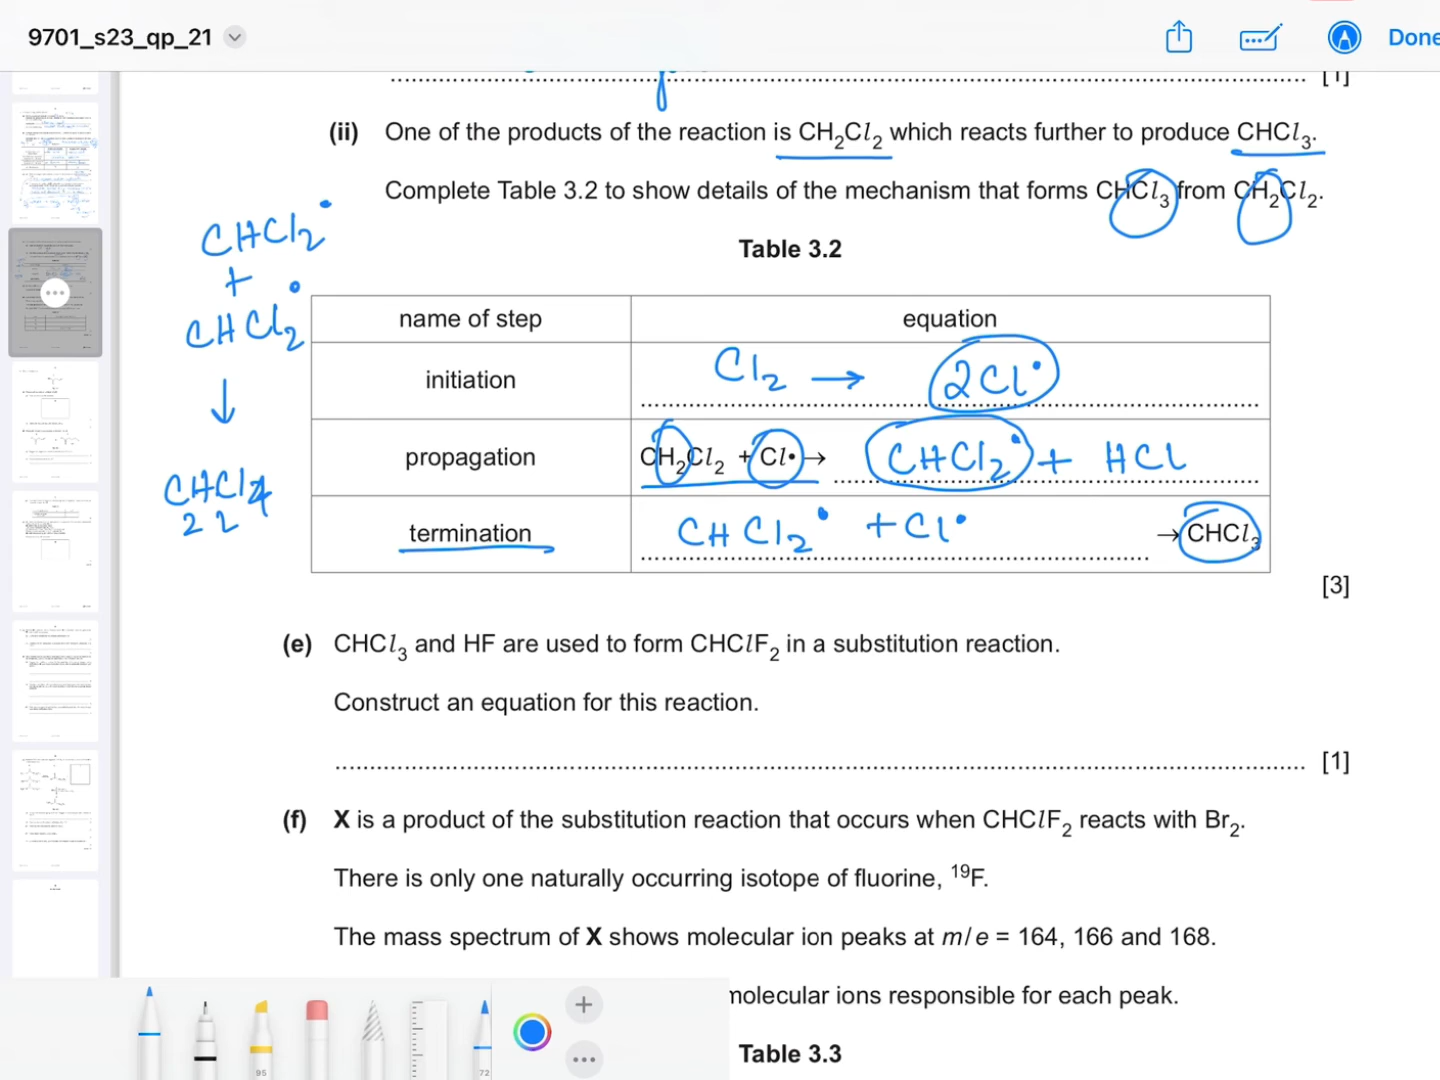 9701_s23_qp_21
Done
[1]
(ii) One of the products of the reaction is CH₂Cl₂ which reacts further to produce CHCl₃.
Complete Table 3.2 to show details of the mechanism that forms CHCl₃ from CH₂Cl₂.
CHCl₂•
+
CHCl₂•
↓
CHCl4
2 2
Table 3.2
name of step equation
initiation Cl₂ → 2Cl•
propagation CH₂Cl₂ + Cl• → CHCl₂• + HCl
termination CHCl₂• + Cl• → CHCl₃
[3]
(e) CHCl₃ and HF are used to form CHClF₂ in a substitution reaction.
Construct an equation for this reaction.
[1]
(f) X is a product of the substitution reaction that occurs when CHClF₂ reacts with Br₂.
There is only one naturally occurring isotope of fluorine, ¹⁹F.
The mass spectrum of X shows molecular ion peaks at m/e = 164, 166 and 168.
molecular ions responsible for each peak.
Table 3.3
95
72